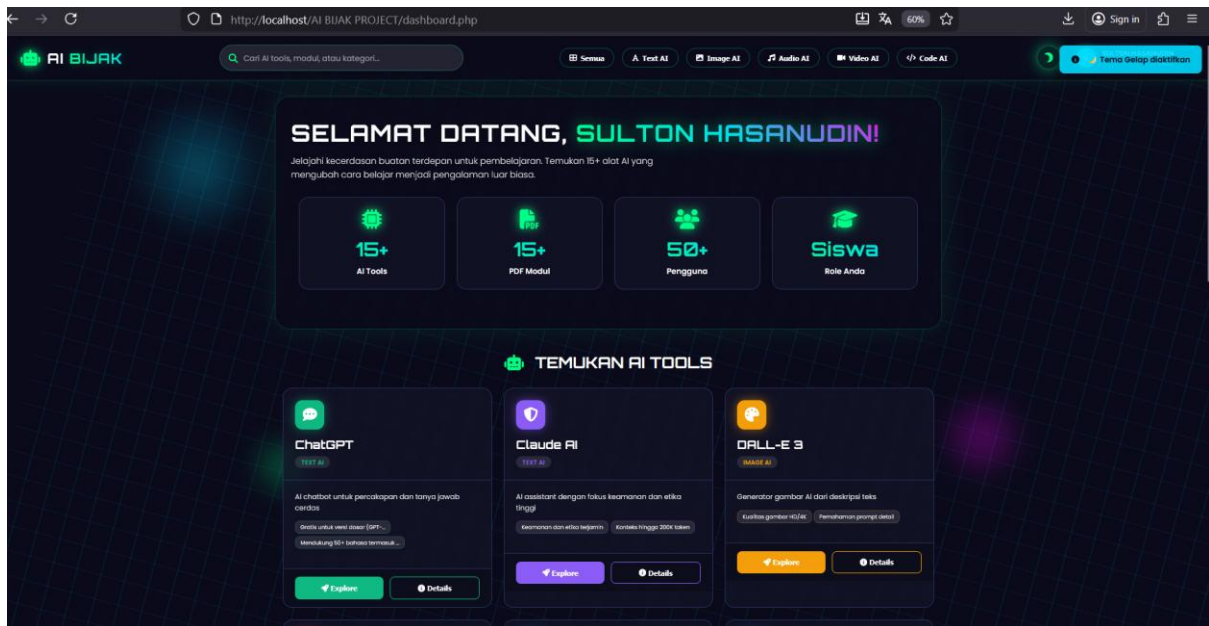 http://localhost/AI BIJAK PROJECT/dashboard.php
60%
Sign in
AI BIJAK
Cari AI tools, modul, atau kategori...
Semua
Text AI
Image AI
Audio AI
Video AI
Code AI
Tema Gelap diaktifkan
SELAMAT DATANG, SULTON HASANUDIN!
Jelajahi kecerdasan buatan terdepan untuk pembelajaran. Temukan 15+ alat AI yang
mengubah cara belajar menjadi pengalaman luar biasa.
15+
AI Tools
PDF
15+
PDF Modul
50+
Pengguna
Siswa
Role Anda
TEMUKAN AI TOOLS
ChatGPT
TEXT AI
AI chatbot untuk percakapan dan tanya jawab
cerdas
Gratis untuk versi dasar (GPT-...
Mendukung 50+ bahasa termasuk ...
Explore
Details
Claude AI
TEXT AI
AI assistant dengan fokus keamanan dan etika
tinggi
Keamanan dan etika terjamin
Konteks hingga 200K token
Explore
Details
DALL-E 3
IMAGE AI
Generator gambar AI dari deskripsi teks
Kualitas gambar HD/4K
Pemahaman prompt detail
Explore
Details